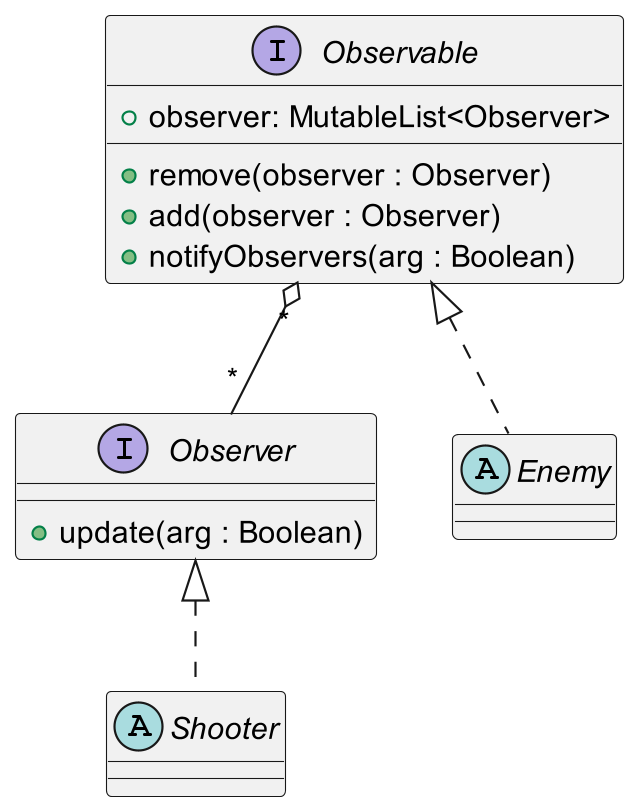 I Observable
observer: MutableList<Observer>
remove(observer : Observer)
add(observer : Observer)
notifyObservers(arg : Boolean)
*
*
I Observer
update(arg : Boolean)
A Enemy
A Shooter